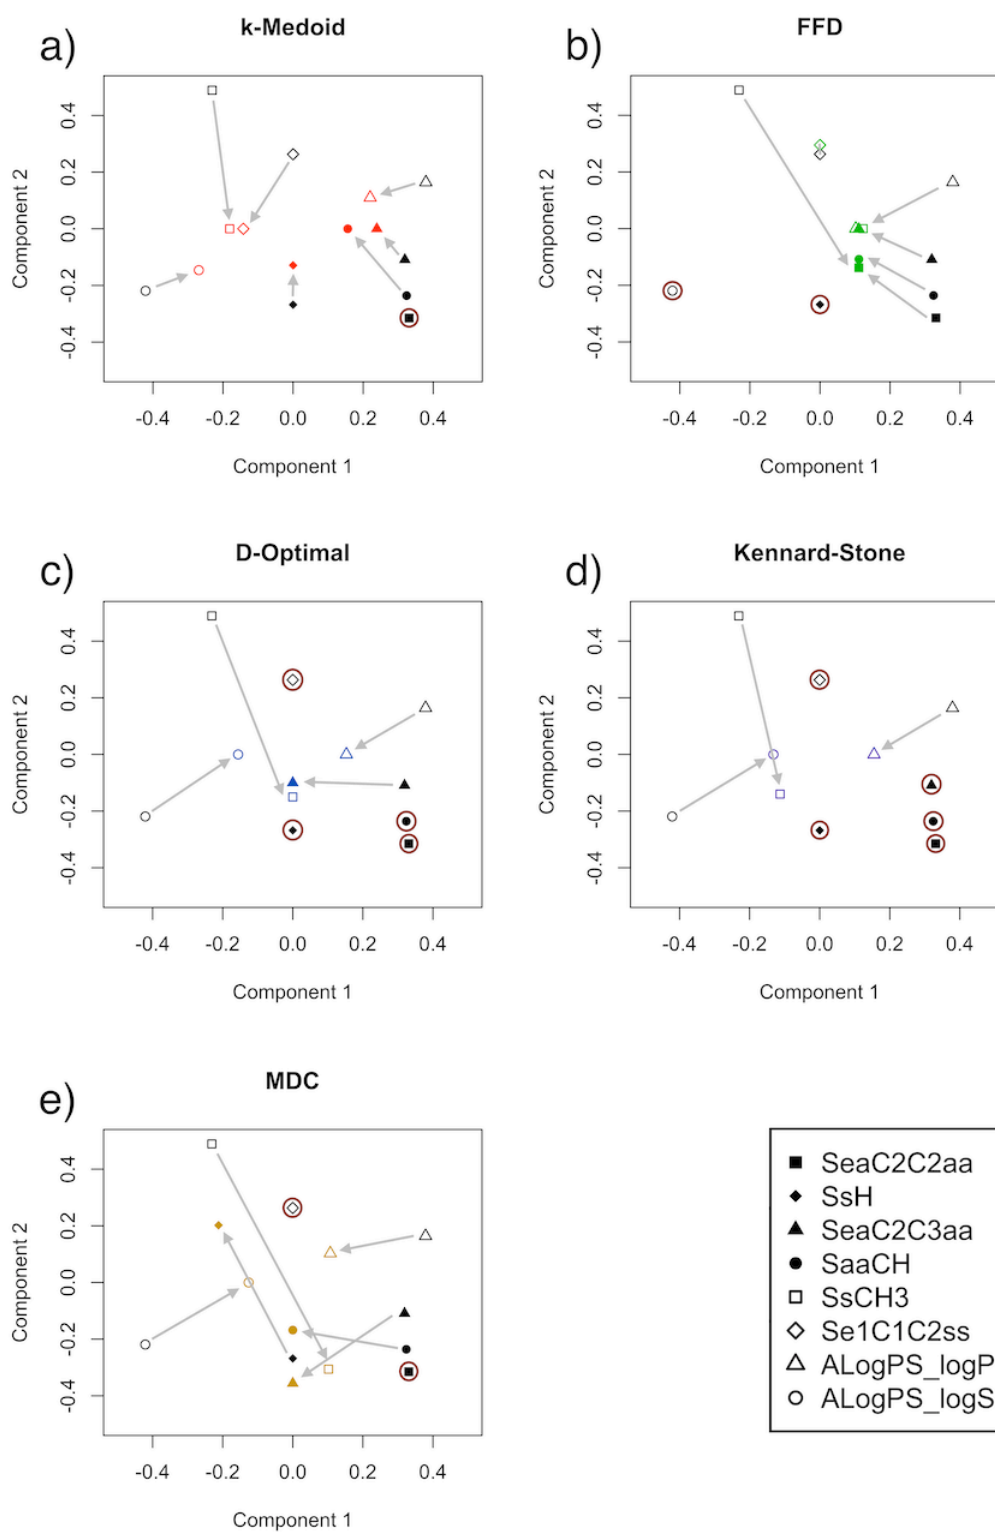 a)
k-Medoid
Component 2
0.4
0.2
0.0
-0.2
-0.4
-0.4 -0.2 0.0 0.2 0.4
Component 1
b)
FFD
Component 2
0.4
0.2
0.0
-0.2
-0.4
-0.4 -0.2 0.0 0.2 0.4
Component 1
c)
D-Optimal
Component 2
0.4
0.2
0.0
-0.2
-0.4
-0.4 -0.2 0.0 0.2 0.4
Component 1
d)
Kennard-Stone
Component 2
0.4
0.2
0.0
-0.2
-0.4
-0.4 -0.2 0.0 0.2 0.4
Component 1
e)
MDC
Component 2
0.4
0.2
0.0
-0.2
-0.4
-0.4 -0.2 0.0 0.2 0.4
Component 1
SeaC2C2aa
SsH
SeaC2C3aa
SaaCH
SsCH3
Se1C1C2ss
ALogPS_logP
ALogPS_logS